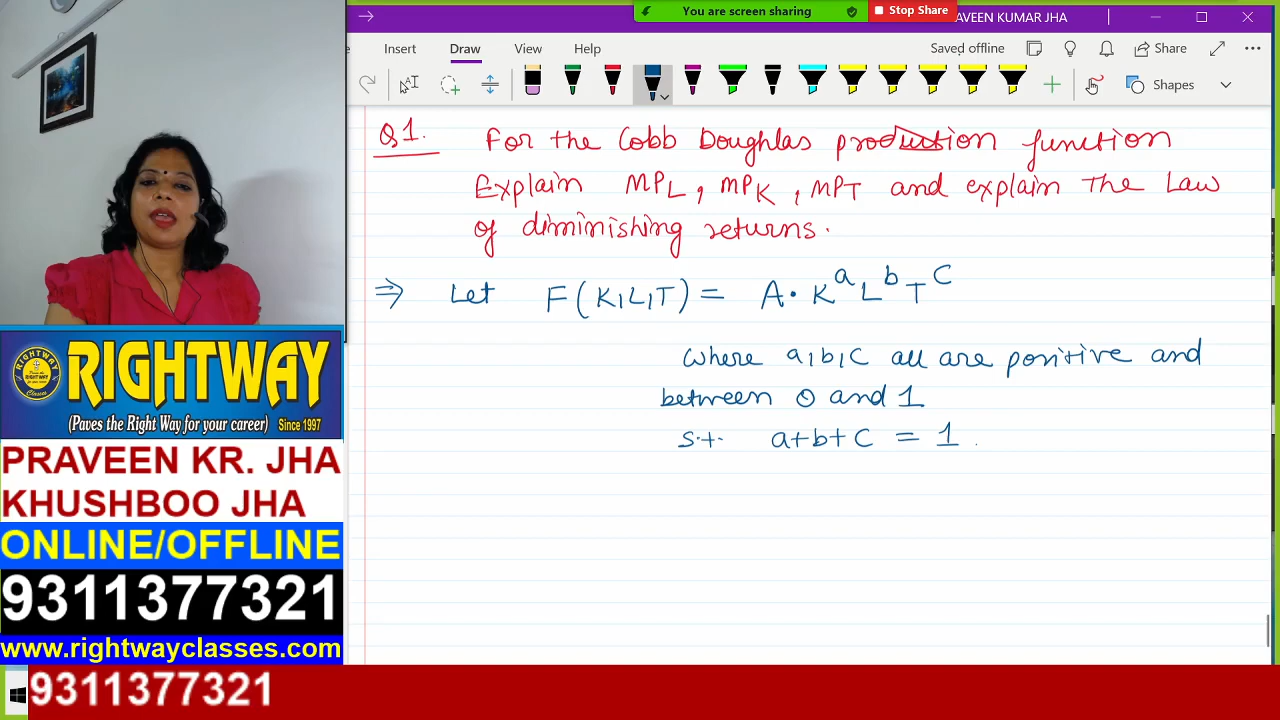 You are screen sharing
Stop Share
RAVEEN KUMAR JHA
Insert Draw View Help
Saved offline
Share
Shapes
Q1. For the Cobb Doughlas production function
Explain MPL, MPK, MPT and explain the Law
of diminishing returns.
⇒ Let F(K,L,T) = A·K^a L^b T^c
where a,b,c all are positive and
between 0 and 1
s.t. a+b+c = 1.
RIGHTWAY
Classes
RIGHTWAY
(Paves the Right Way for your career) Since 1997
PRAVEEN KR. JHA
KHUSHBOO JHA
ONLINE/OFFLINE
9311377321
www.rightwayclasses.com
9311377321